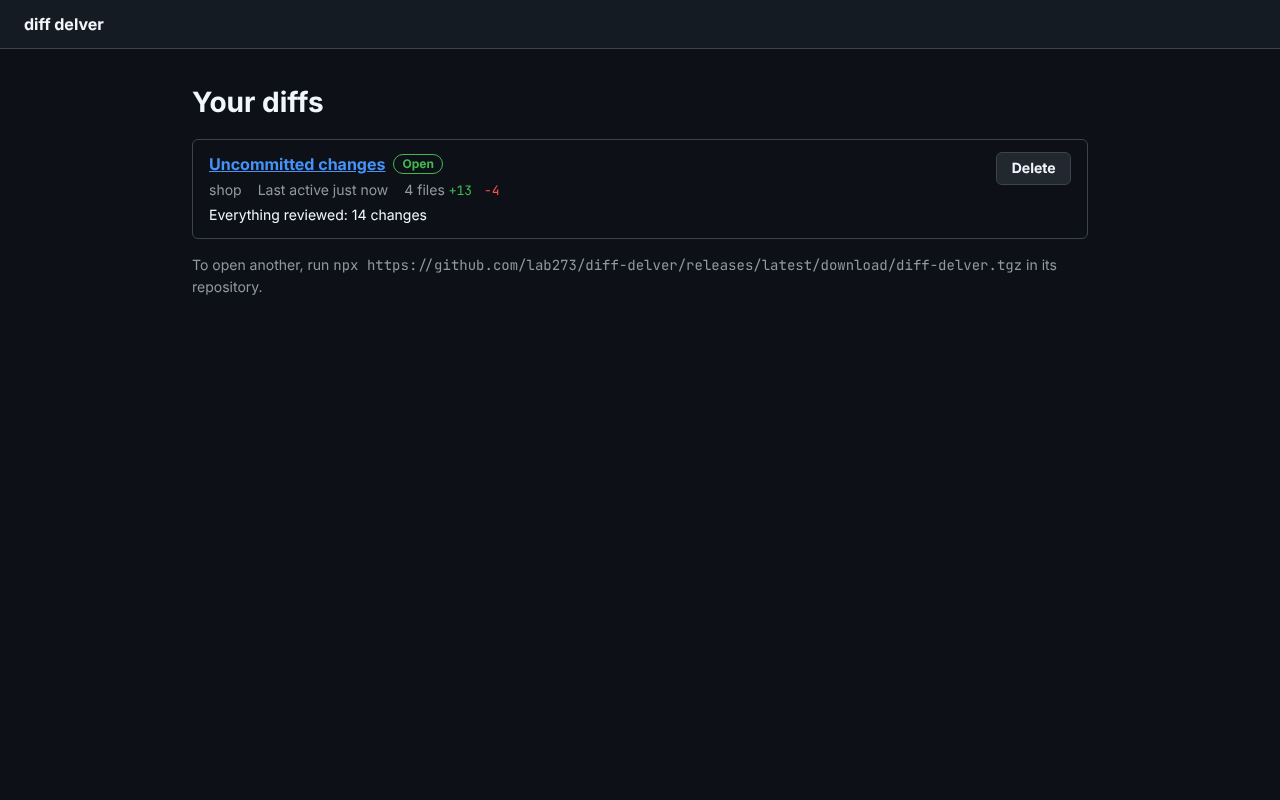 diff delver
Your diffs
Uncommitted changes Open
Delete
shop Last active just now 4 files +13 -4
Everything reviewed: 14 changes
To open another, run npx https://github.com/lab273/diff-delver/releases/latest/download/diff-delver.tgz in its
repository.